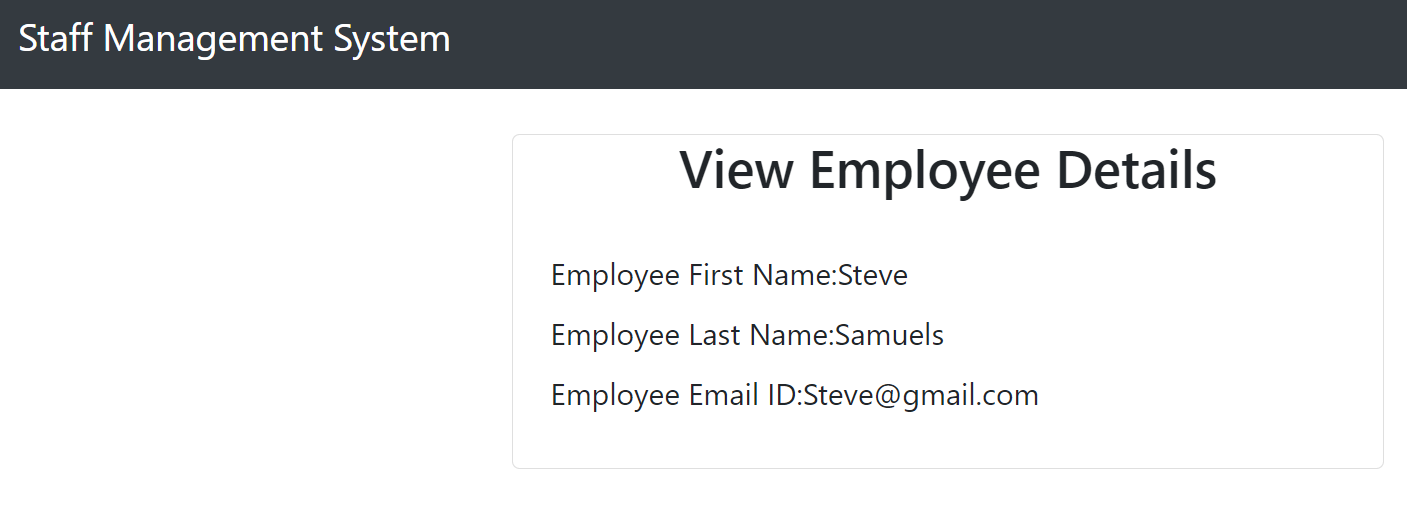 Staff Management System
View Employee Details
Employee First Name:Steve
Employee Last Name:Samuels
Employee Email ID:Steve@gmail.com